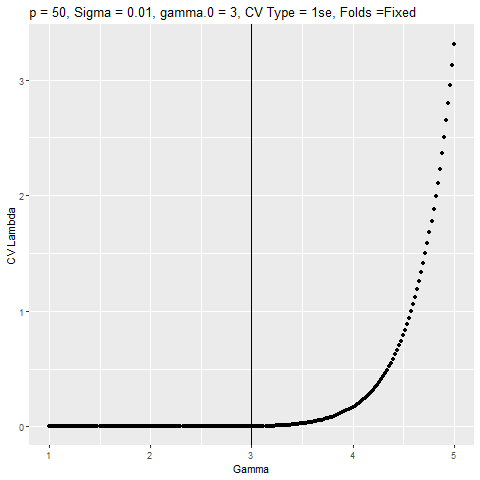 p = 50, Sigma = 0.01, gamma.0 = 3, CV Type = 1se, Folds =Fixed
CV Lambda
3
2
1
0
1 2 3 4 5
Gamma